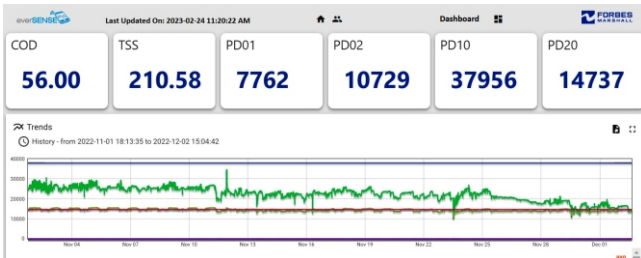 everSENSE
Last Updated On: 2023-02-24 11:20:22 AM
Dashboard
FORBES
MARSHALL
COD
TSS
PD01
PD02
PD10
PD20
56.00
210.58
7762
10729
37956
14737
Trends
History - from 2022-11-01 18:13:35 to 2022-12-02 15:04:42
40000
30000
20000
10000
0
Nov 04
Nov 07
Nov 10
Nov 13
Nov 16
Nov 19
Nov 22
Nov 25
Nov 28
Dec 01